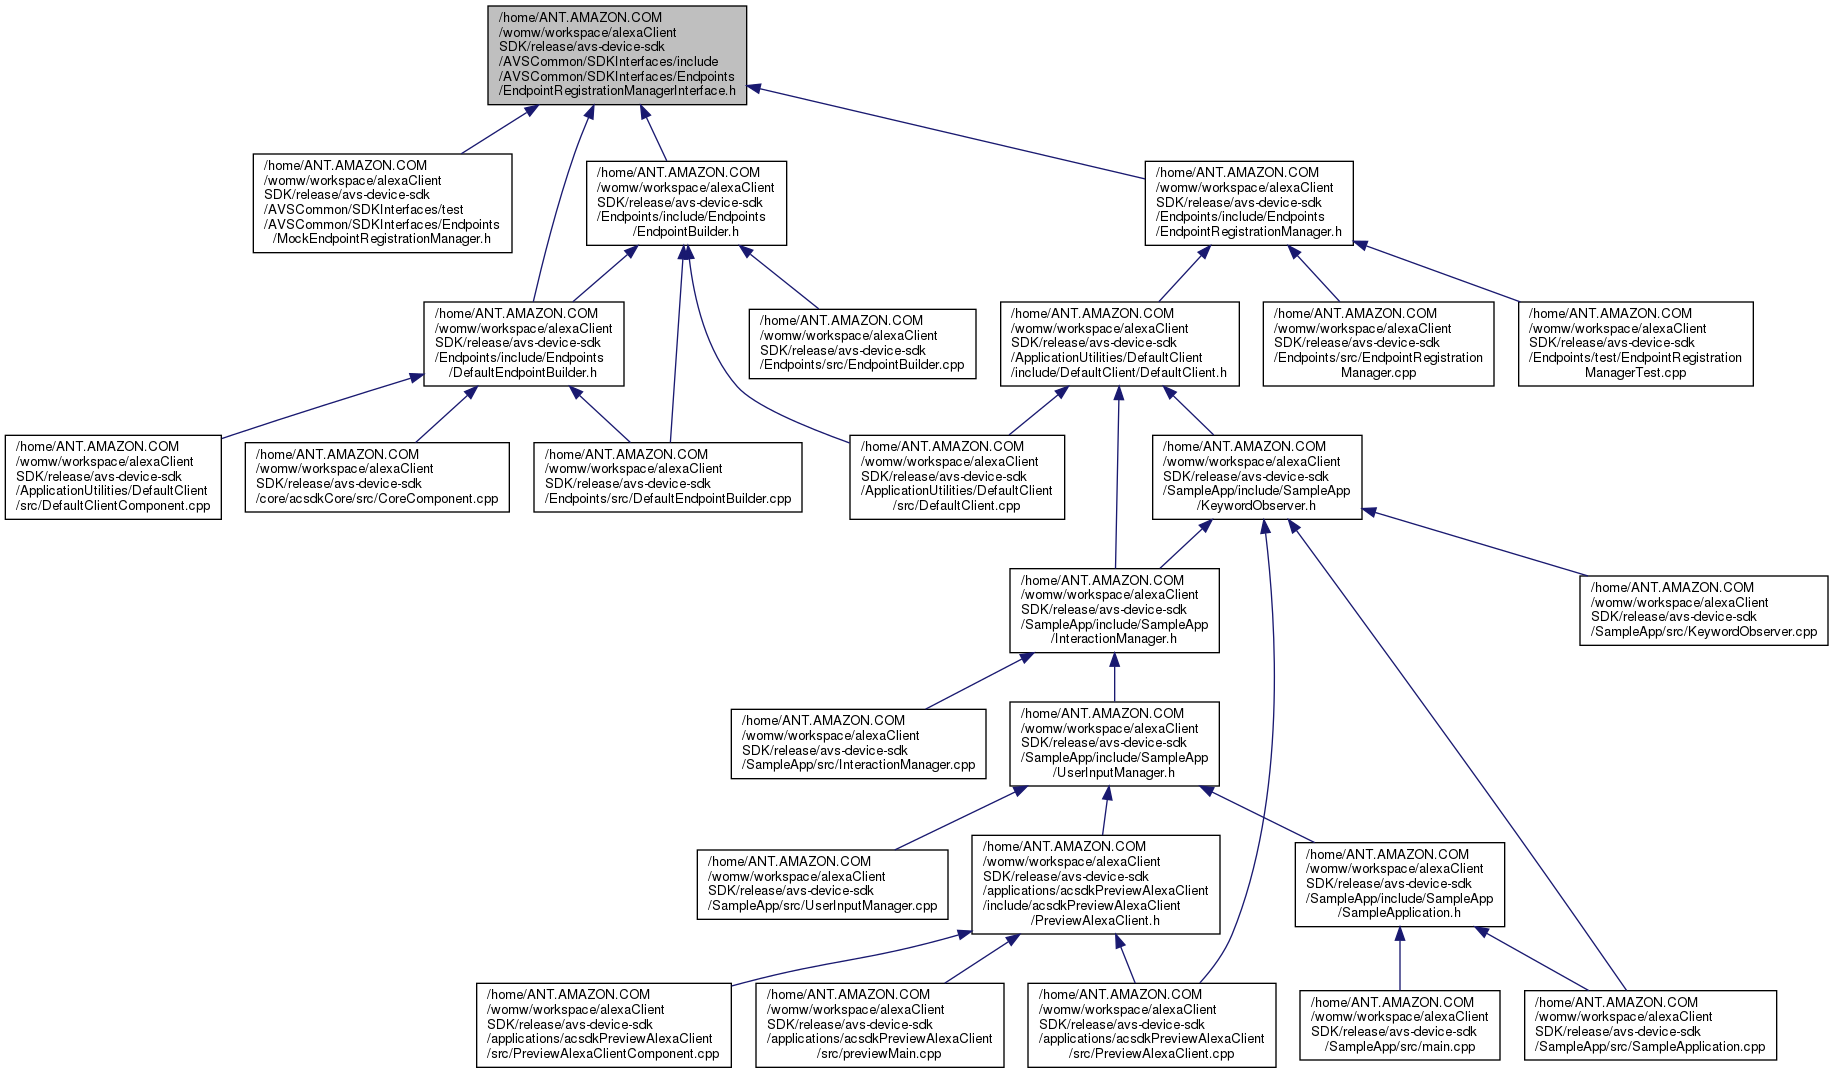 /home/ANT.AMAZON.COM
/womw/workspace/alexaClient
SDK/release/avs-device-sdk
/AVSCommon/SDKInterfaces/include
/AVSCommon/SDKInterfaces/Endpoints
/EndpointRegistrationManagerInterface.h
/home/ANT.AMAZON.COM
/womw/workspace/alexaClient
SDK/release/avs-device-sdk
/AVSCommon/SDKInterfaces/test
/AVSCommon/SDKInterfaces/Endpoints
/MockEndpointRegistrationManager.h
/home/ANT.AMAZON.COM
/womw/workspace/alexaClient
SDK/release/avs-device-sdk
/Endpoints/include/Endpoints
/EndpointBuilder.h
/home/ANT.AMAZON.COM
/womw/workspace/alexaClient
SDK/release/avs-device-sdk
/Endpoints/include/Endpoints
/EndpointRegistrationManager.h
/home/ANT.AMAZON.COM
/womw/workspace/alexaClient
SDK/release/avs-device-sdk
/Endpoints/include/Endpoints
/DefaultEndpointBuilder.h
/home/ANT.AMAZON.COM
/womw/workspace/alexaClient
SDK/release/avs-device-sdk
/Endpoints/src/EndpointBuilder.cpp
/home/ANT.AMAZON.COM
/womw/workspace/alexaClient
SDK/release/avs-device-sdk
/ApplicationUtilities/DefaultClient
/include/DefaultClient/DefaultClient.h
/home/ANT.AMAZON.COM
/womw/workspace/alexaClient
SDK/release/avs-device-sdk
/Endpoints/src/EndpointRegistration
Manager.cpp
/home/ANT.AMAZON.COM
/womw/workspace/alexaClient
SDK/release/avs-device-sdk
/Endpoints/test/EndpointRegistration
ManagerTest.cpp
/home/ANT.AMAZON.COM
/womw/workspace/alexaClient
SDK/release/avs-device-sdk
/ApplicationUtilities/DefaultClient
/src/DefaultClientComponent.cpp
/home/ANT.AMAZON.COM
/womw/workspace/alexaClient
SDK/release/avs-device-sdk
/core/acsdkCore/src/CoreComponent.cpp
/home/ANT.AMAZON.COM
/womw/workspace/alexaClient
SDK/release/avs-device-sdk
/Endpoints/src/DefaultEndpointBuilder.cpp
/home/ANT.AMAZON.COM
/womw/workspace/alexaClient
SDK/release/avs-device-sdk
/ApplicationUtilities/DefaultClient
/src/DefaultClient.cpp
/home/ANT.AMAZON.COM
/womw/workspace/alexaClient
SDK/release/avs-device-sdk
/SampleApp/include/SampleApp
/KeywordObserver.h
/home/ANT.AMAZON.COM
/womw/workspace/alexaClient
SDK/release/avs-device-sdk
/SampleApp/include/SampleApp
/InteractionManager.h
/home/ANT.AMAZON.COM
/womw/workspace/alexaClient
SDK/release/avs-device-sdk
/SampleApp/src/KeywordObserver.cpp
/home/ANT.AMAZON.COM
/womw/workspace/alexaClient
SDK/release/avs-device-sdk
/SampleApp/src/InteractionManager.cpp
/home/ANT.AMAZON.COM
/womw/workspace/alexaClient
SDK/release/avs-device-sdk
/SampleApp/include/SampleApp
/UserInputManager.h
/home/ANT.AMAZON.COM
/womw/workspace/alexaClient
SDK/release/avs-device-sdk
/SampleApp/src/UserInputManager.cpp
/home/ANT.AMAZON.COM
/womw/workspace/alexaClient
SDK/release/avs-device-sdk
/applications/acsdkPreviewAlexaClient
/include/acsdkPreviewAlexaClient
/PreviewAlexaClient.h
/home/ANT.AMAZON.COM
/womw/workspace/alexaClient
SDK/release/avs-device-sdk
/SampleApp/include/SampleApp
/SampleApplication.h
/home/ANT.AMAZON.COM
/womw/workspace/alexaClient
SDK/release/avs-device-sdk
/applications/acsdkPreviewAlexaClient
/src/PreviewAlexaClientComponent.cpp
/home/ANT.AMAZON.COM
/womw/workspace/alexaClient
SDK/release/avs-device-sdk
/applications/acsdkPreviewAlexaClient
/src/previewMain.cpp
/home/ANT.AMAZON.COM
/womw/workspace/alexaClient
SDK/release/avs-device-sdk
/applications/acsdkPreviewAlexaClient
/src/PreviewAlexaClient.cpp
/home/ANT.AMAZON.COM
/womw/workspace/alexaClient
SDK/release/avs-device-sdk
/SampleApp/src/main.cpp
/home/ANT.AMAZON.COM
/womw/workspace/alexaClient
SDK/release/avs-device-sdk
/SampleApp/src/SampleApplication.cpp